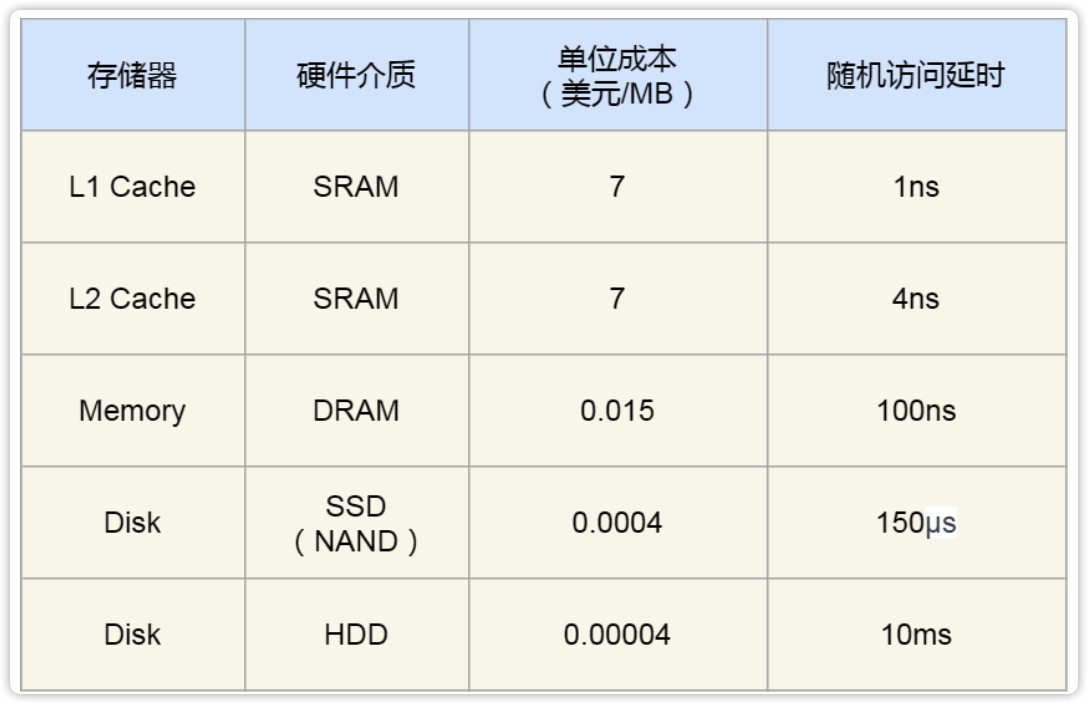 存储器
硬件介质
单位成本
（美元/MB）
随机访问延时
L1 Cache
SRAM
7
1ns
L2 Cache
SRAM
7
4ns
Memory
DRAM
0.015
100ns
Disk
SSD
（NAND）
0.0004
150μs
Disk
HDD
0.00004
10ms